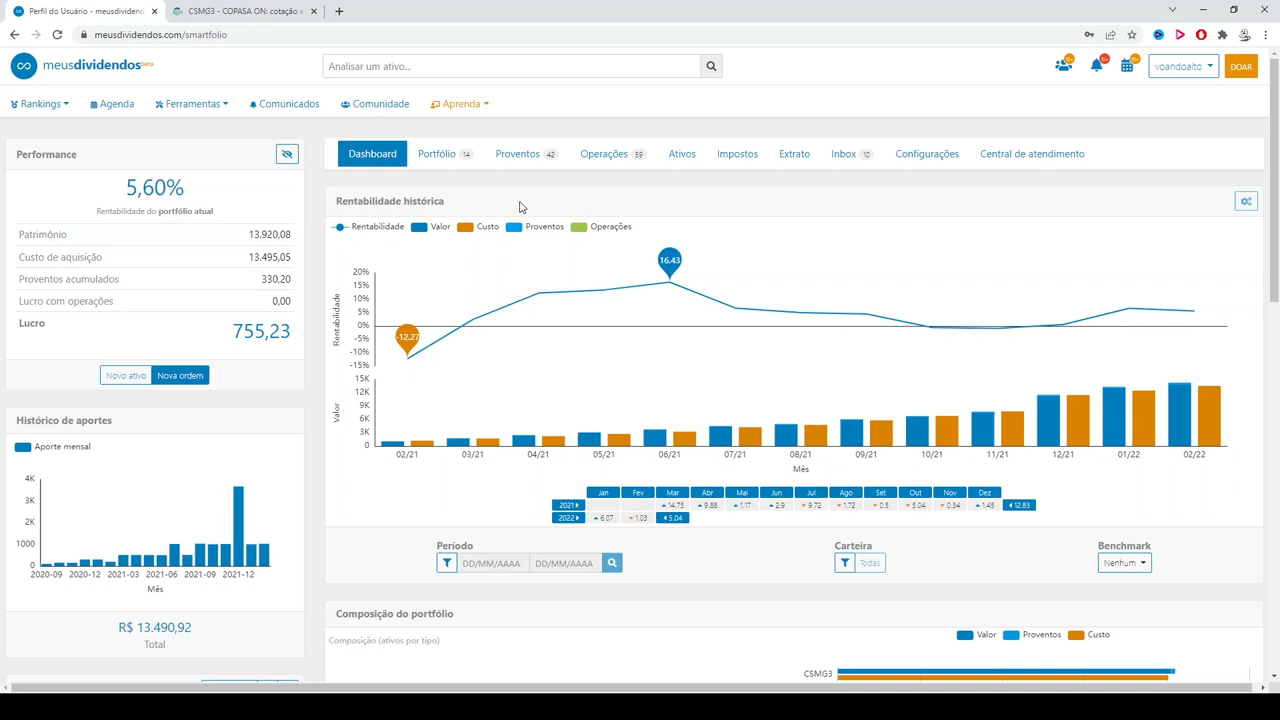 Perfil do Usuário - meusdividend
CSMG3 - COPASA ON: cotação e
meusdividendos.com/smartfolio
meusdividendos beta
Analisar um ativo...
10+
10+
10+
voandoalto
DOAR
Rankings
Agenda
Ferramentas
Comunicados
Comunidade
Aprenda
Performance
5,60%
Rentabilidade do portfólio atual
Patrimônio 13.920,08
Custo de aquisição 13.495,05
Proventos acumulados 330,20
Lucro com operações 0,00
Lucro 755,23
Novo ativo Nova ordem
Histórico de aportes
Aporte mensal
4K
3K
2K
1000
0
2020-09 2020-12 2021-03 2021-06 2021-09 2021-12
Mês
R$ 13.490,92
Total
Dashboard Portfólio 14 Proventos 42 Operações 59 Ativos Impostos Extrato Inbox 10 Configurações Central de atendimento
Rentabilidade histórica
Rentabilidade Valor Custo Proventos Operações
Rentabilidade
20%
15%
10%
5%
0%
-5%
-10%
-15%
-12.27
16.43
Valor
15K
12K
9K
6K
3K
0
02/21 03/21 04/21 05/21 06/21 07/21 08/21 09/21 10/21 11/21 12/21 01/22 02/22
Mês
Jan Fev Mar Abr Mai Jun Jul Ago Set Out Nov Dez
2021 14.73 9.88 1.17 2.9 9.72 1.72 0.5 5.04 0.34 1.45 12.83
2022 6.07 1.03 5.04
Período
DD/MM/AAAA DD/MM/AAAA
Carteira
Todas
Benchmark
Nenhum
Composição do portfólio
Composição (ativos por tipo)
Valor Proventos Custo
CSMG3